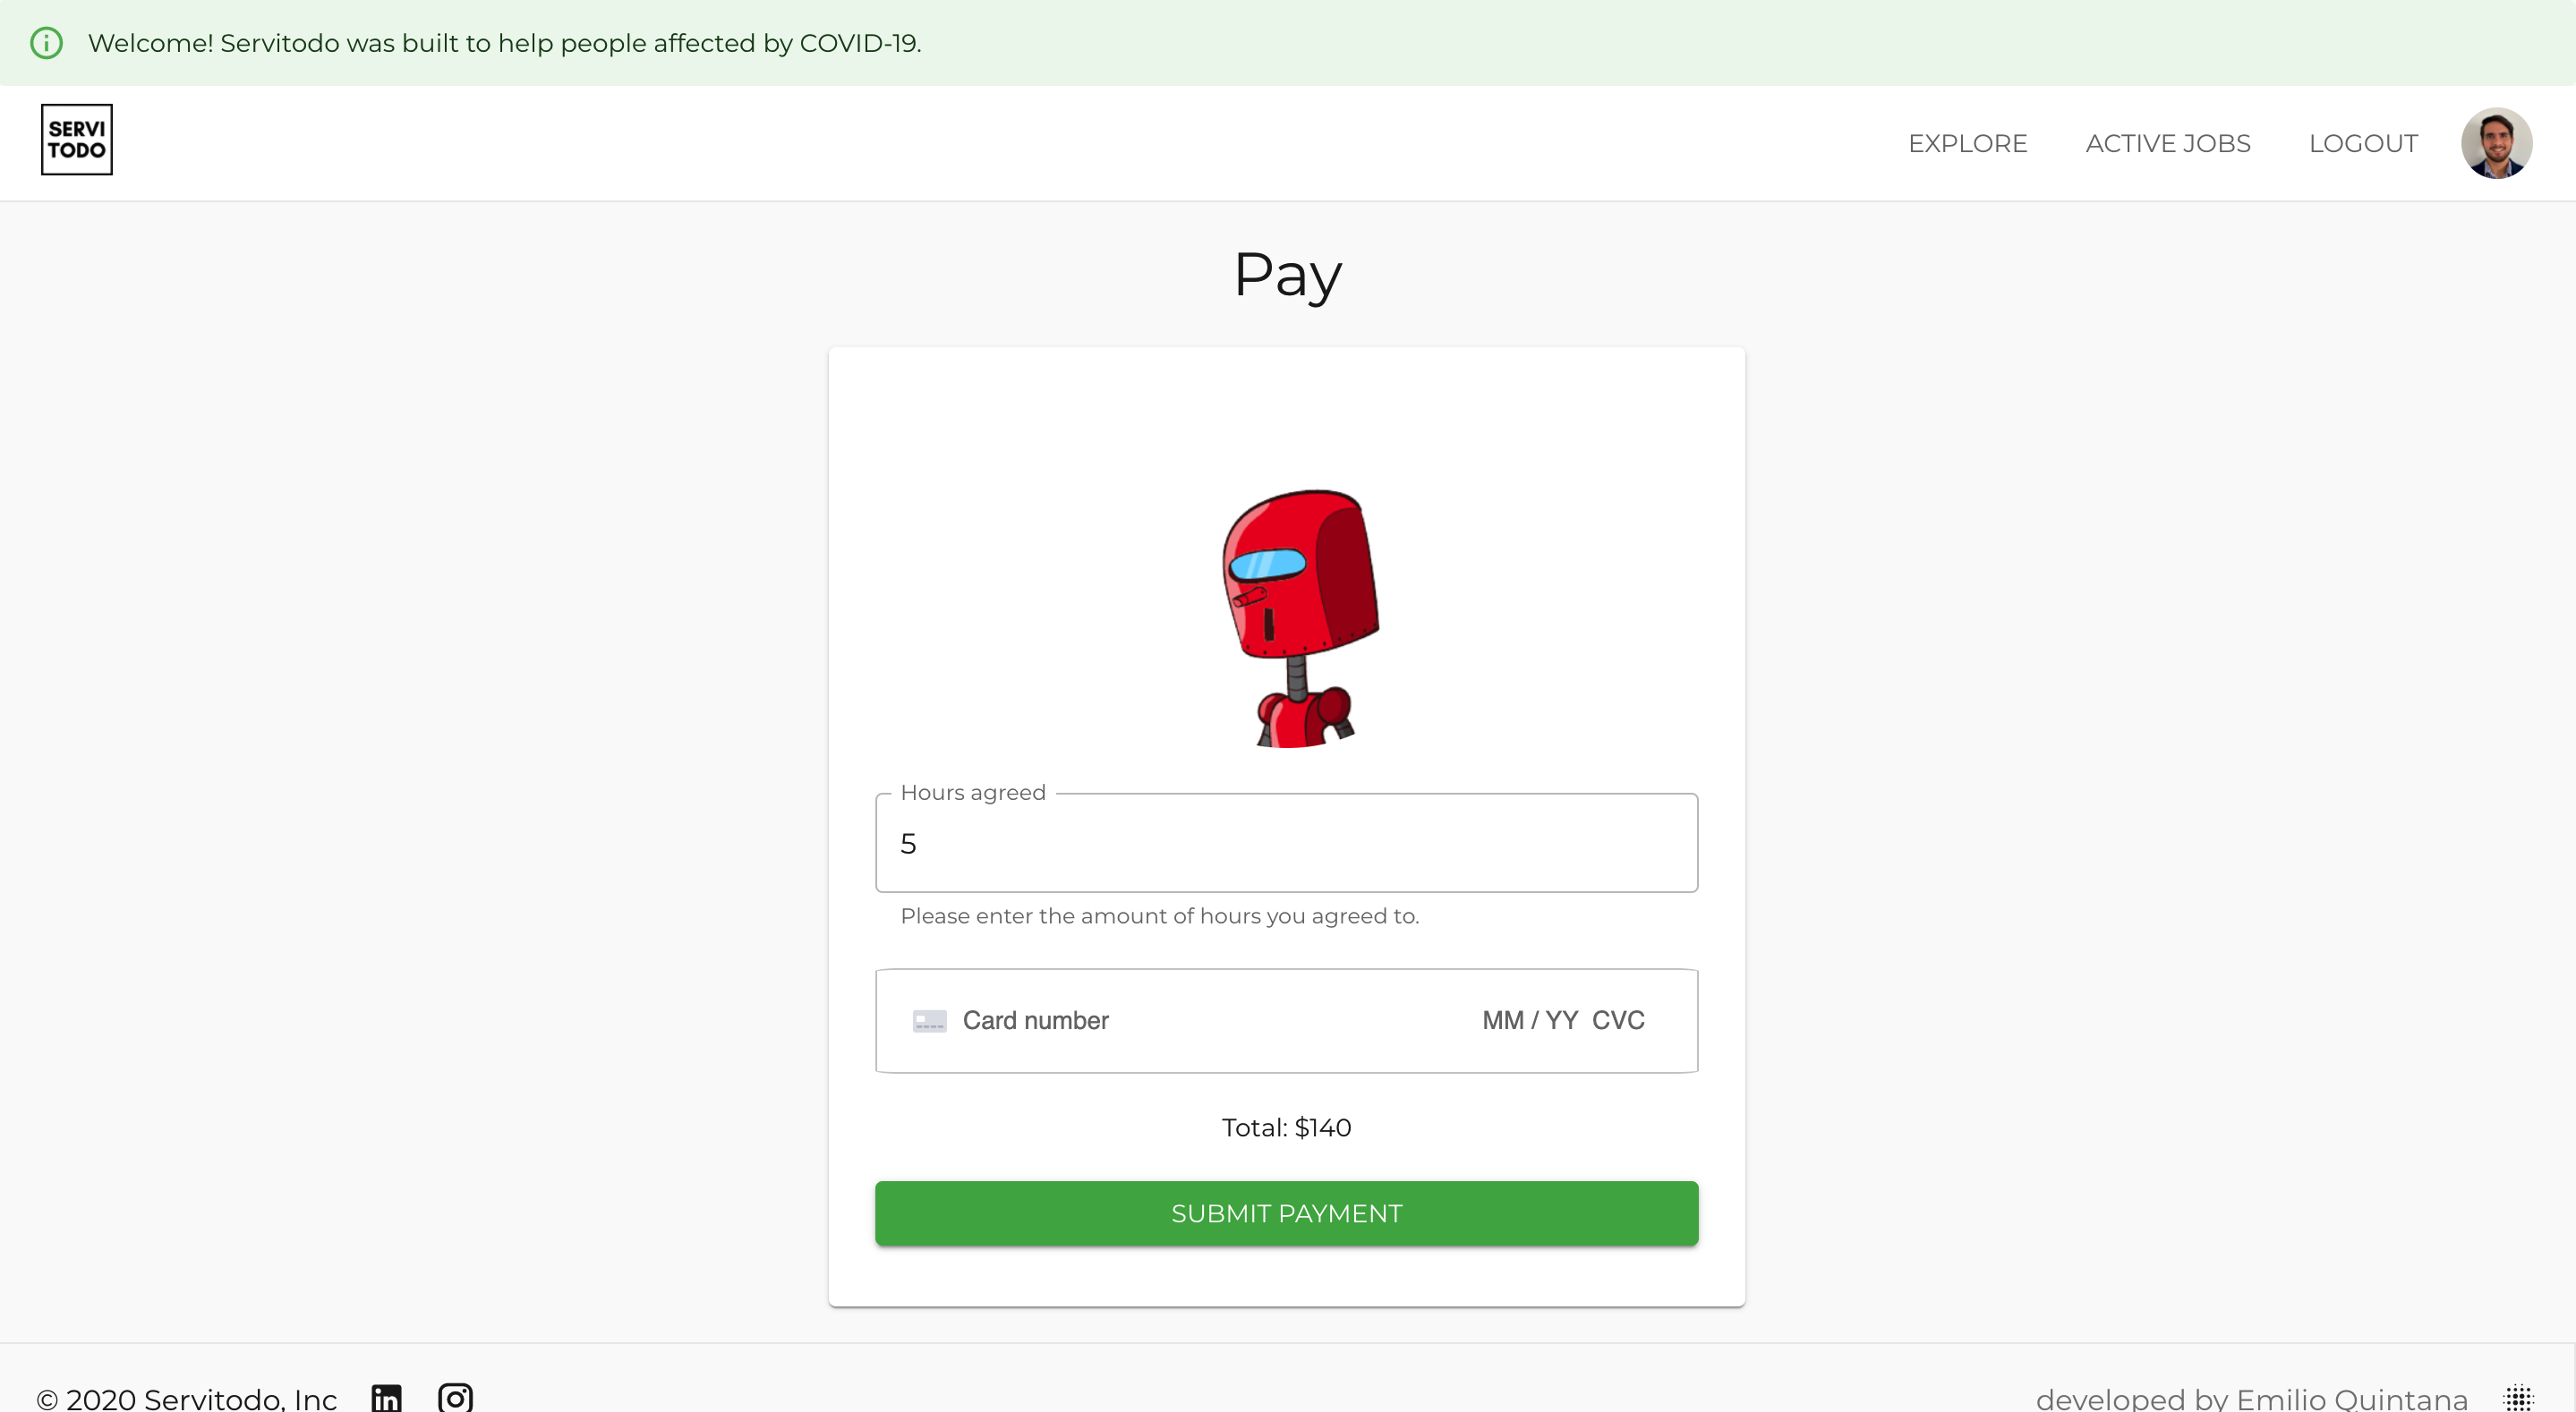 Welcome! Servitodo was built to help people affected by COVID-19.
SERVI
TODO
EXPLORE
ACTIVE JOBS
LOGOUT
Pay
Hours agreed
5
Please enter the amount of hours you agreed to.
Card number MM / YY CVC
Total: $140
SUBMIT PAYMENT
© 2020 Servitodo, Inc
in
developed by Emilio Quintana